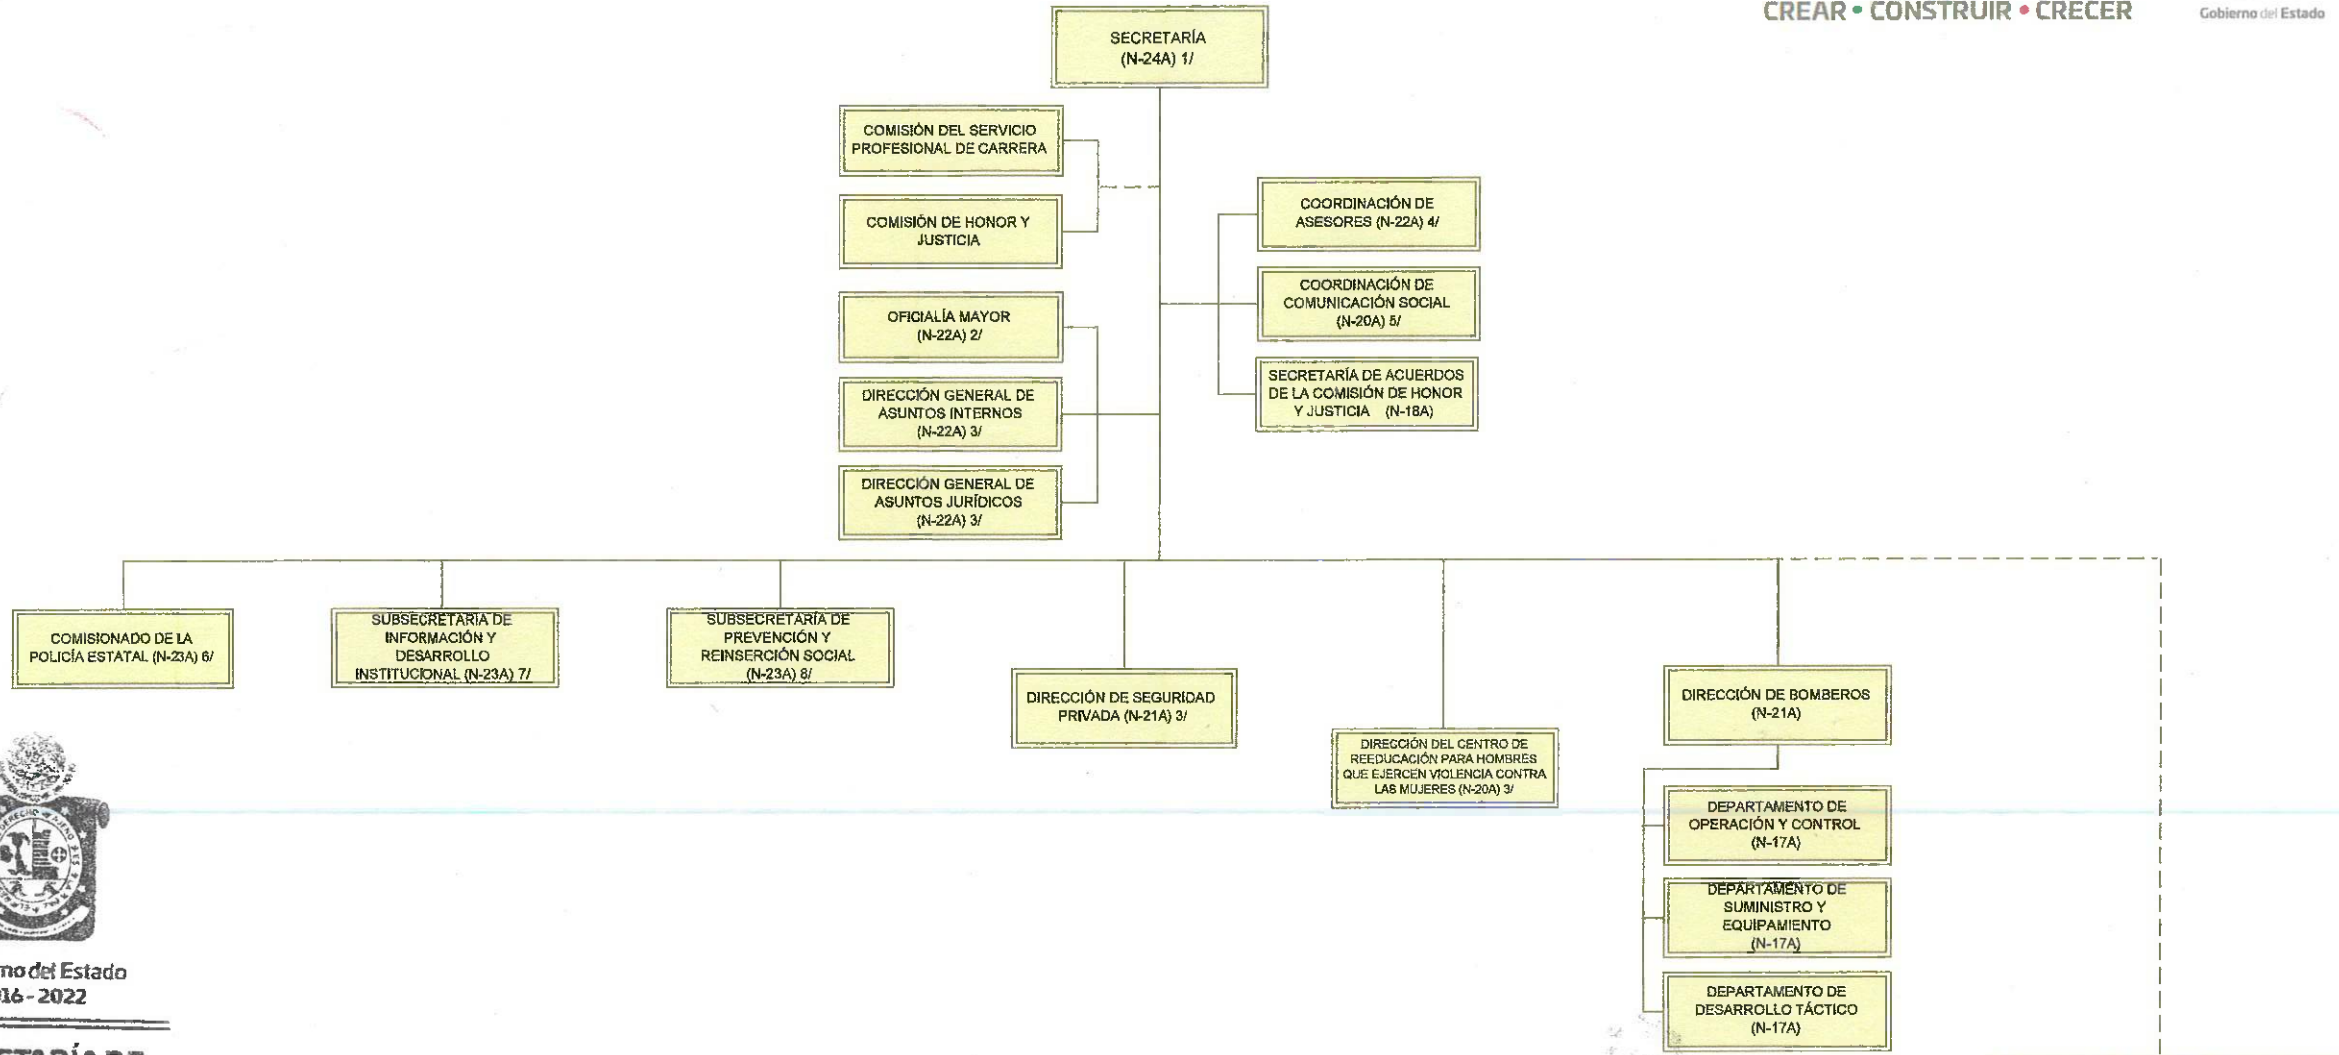 CREAR • CONSTRUIR • CRECER
Gobierno del Estado
SECRETARÍA
(N-24A) 1/
COMISIÓN DEL SERVICIO
PROFESIONAL DE CARRERA
COMISIÓN DE HONOR Y
JUSTICIA
COORDINACIÓN DE
ASESORES (N-22A) 4/
COORDINACIÓN DE
COMUNICACIÓN SOCIAL
(N-20A) 5/
SECRETARÍA DE ACUERDOS
DE LA COMISIÓN DE HONOR
Y JUSTICIA (N-18A)
OFICIALÍA MAYOR
(N-22A) 2/
DIRECCIÓN GENERAL DE
ASUNTOS INTERNOS
(N-22A) 3/
DIRECCIÓN GENERAL DE
ASUNTOS JURÍDICOS
(N-22A) 3/
COMISIONADO DE LA
POLICÍA ESTATAL (N-23A) 6/
SUBSECRETARÍA DE
INFORMACIÓN Y
DESARROLLO
INSTITUCIONAL (N-23A) 7/
SUBSECRETARÍA DE
PREVENCIÓN Y
REINSERCIÓN SOCIAL
(N-23A) 8/
DIRECCIÓN DE SEGURIDAD
PRIVADA (N-21A) 3/
DIRECCIÓN DEL CENTRO DE
REEDUCACIÓN PARA HOMBRES
QUE EJERCEN VIOLENCIA CONTRA
LAS MUJERES (N-20A) 3/
DIRECCIÓN DE BOMBEROS
(N-21A)
DEPARTAMENTO DE
OPERACIÓN Y CONTROL
(N-17A)
DEPARTAMENTO DE
SUMINISTRO Y
EQUIPAMIENTO
(N-17A)
DEPARTAMENTO DE
DESARROLLO TÁCTICO
(N-17A)
no del Estado
16 - 2022